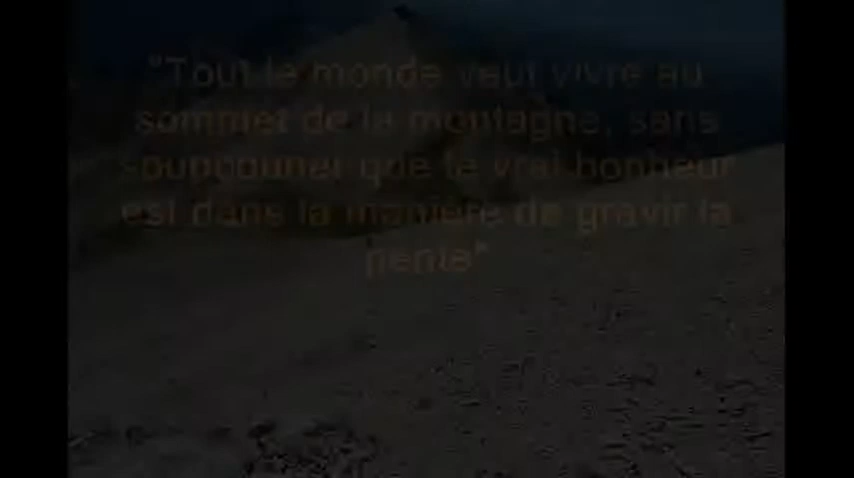 "Tout le monde veut vivre au
sommet de la montagne, sans
soupçonner que le vrai bonheur
est dans la manière de gravir la
pente"